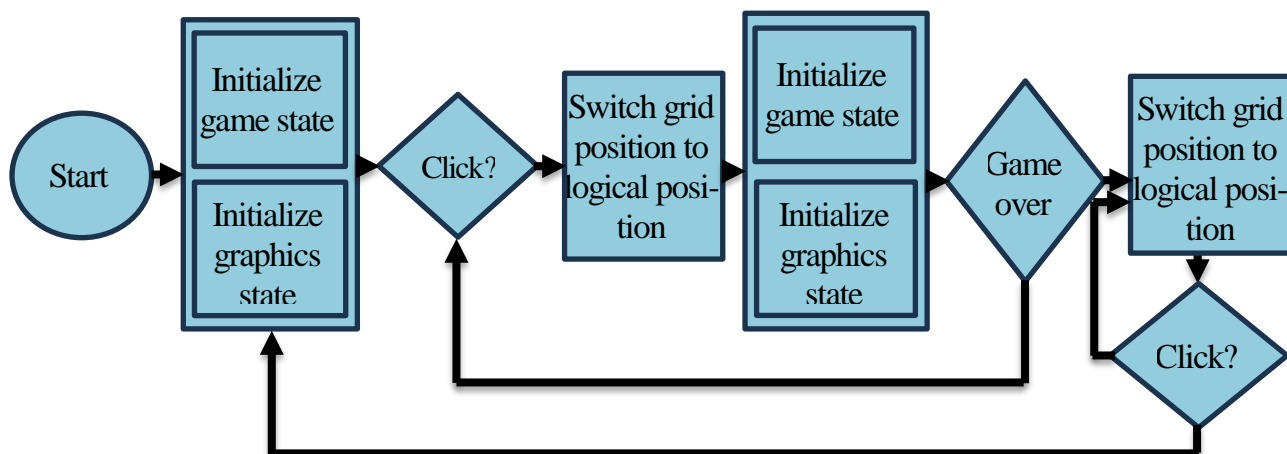 Start
Initialize
game state
Initialize
graphics
state
Click?
Switch grid
position to
logical posi-
tion
Initialize
game state
Initialize
graphics
state
Game
over
Switch grid
position to
logical posi-
tion
Click?